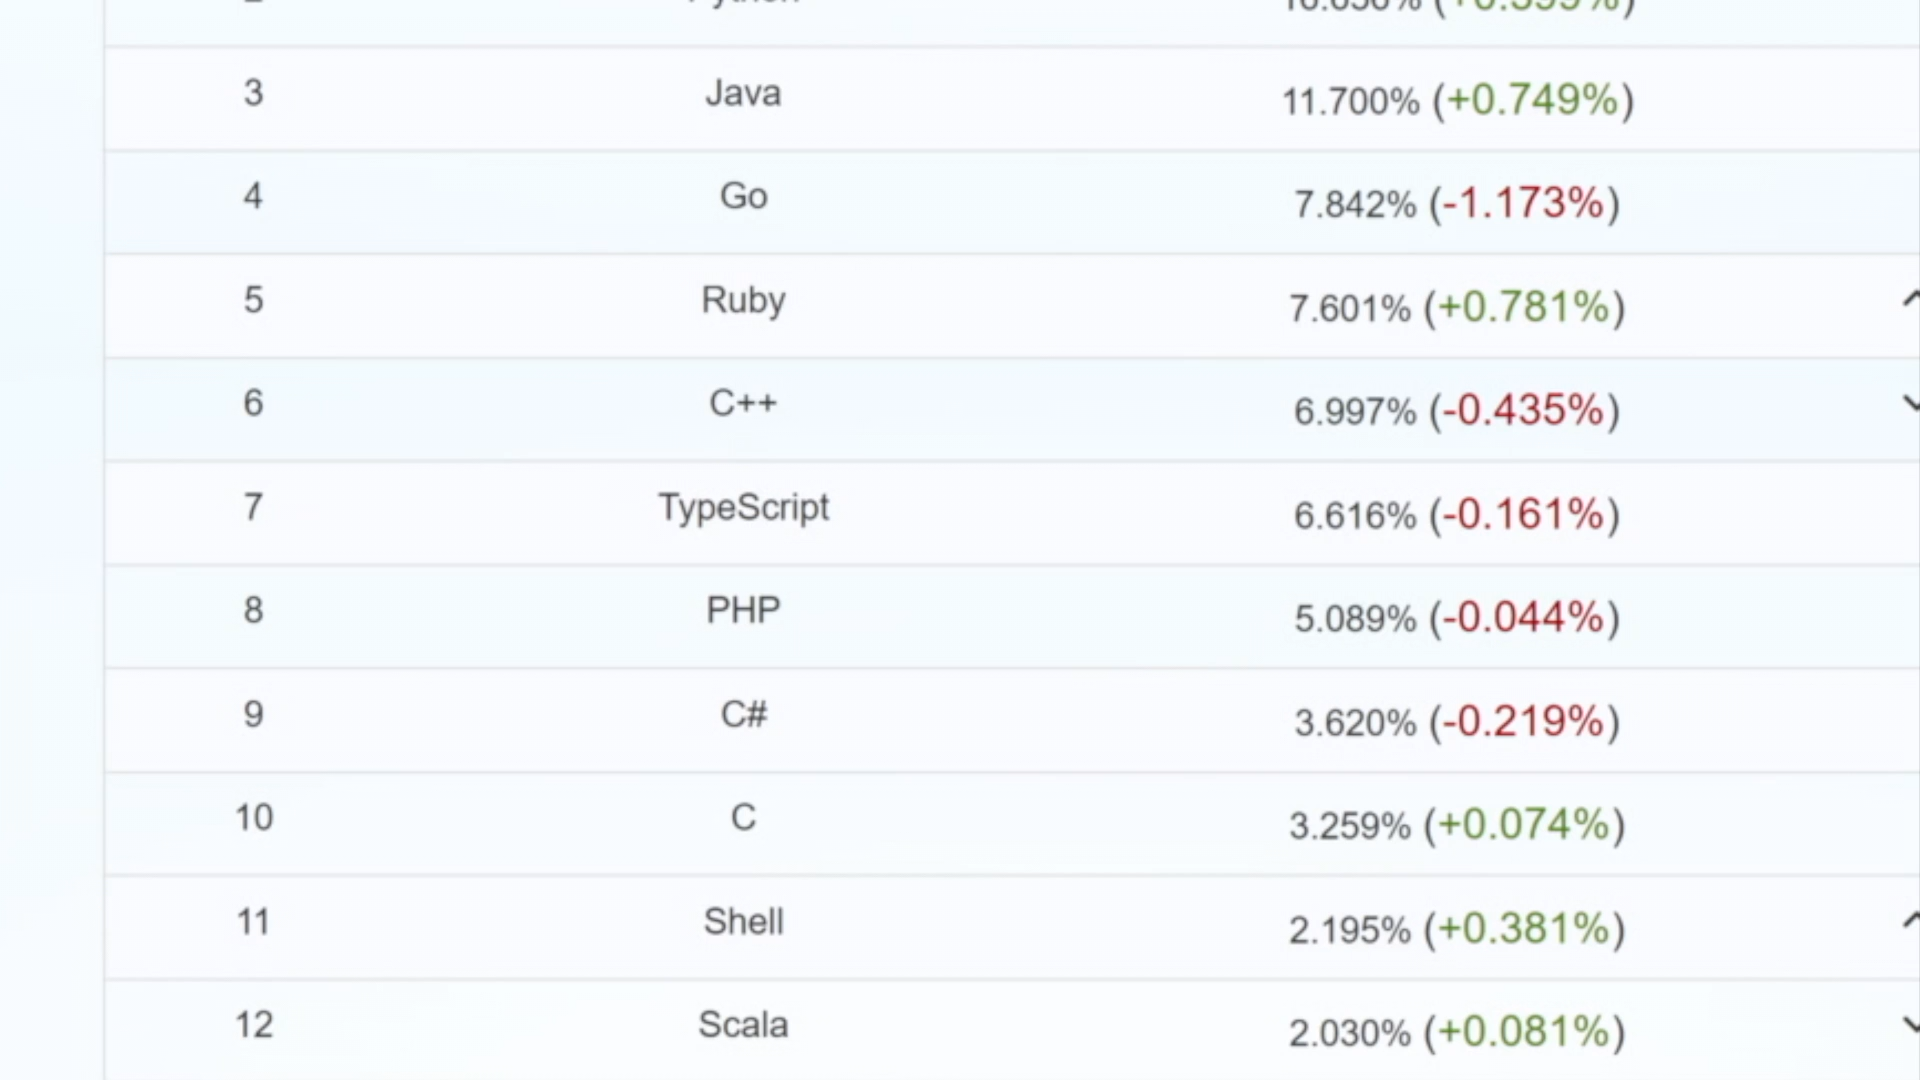 3 Java 11.700% (+0.749%)
4 Go 7.842% (-1.173%)
5 Ruby 7.601% (+0.781%)
6 C++ 6.997% (-0.435%)
7 TypeScript 6.616% (-0.161%)
8 PHP 5.089% (-0.044%)
9 C# 3.620% (-0.219%)
10 C 3.259% (+0.074%)
11 Shell 2.195% (+0.381%)
12 Scala 2.030% (+0.081%)